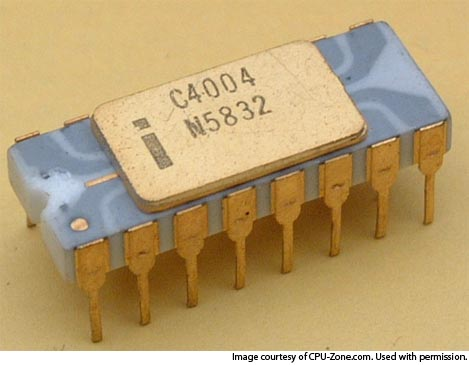 C4004
i N5832
Image courtesy of CPU-Zone.com. Used with permission.